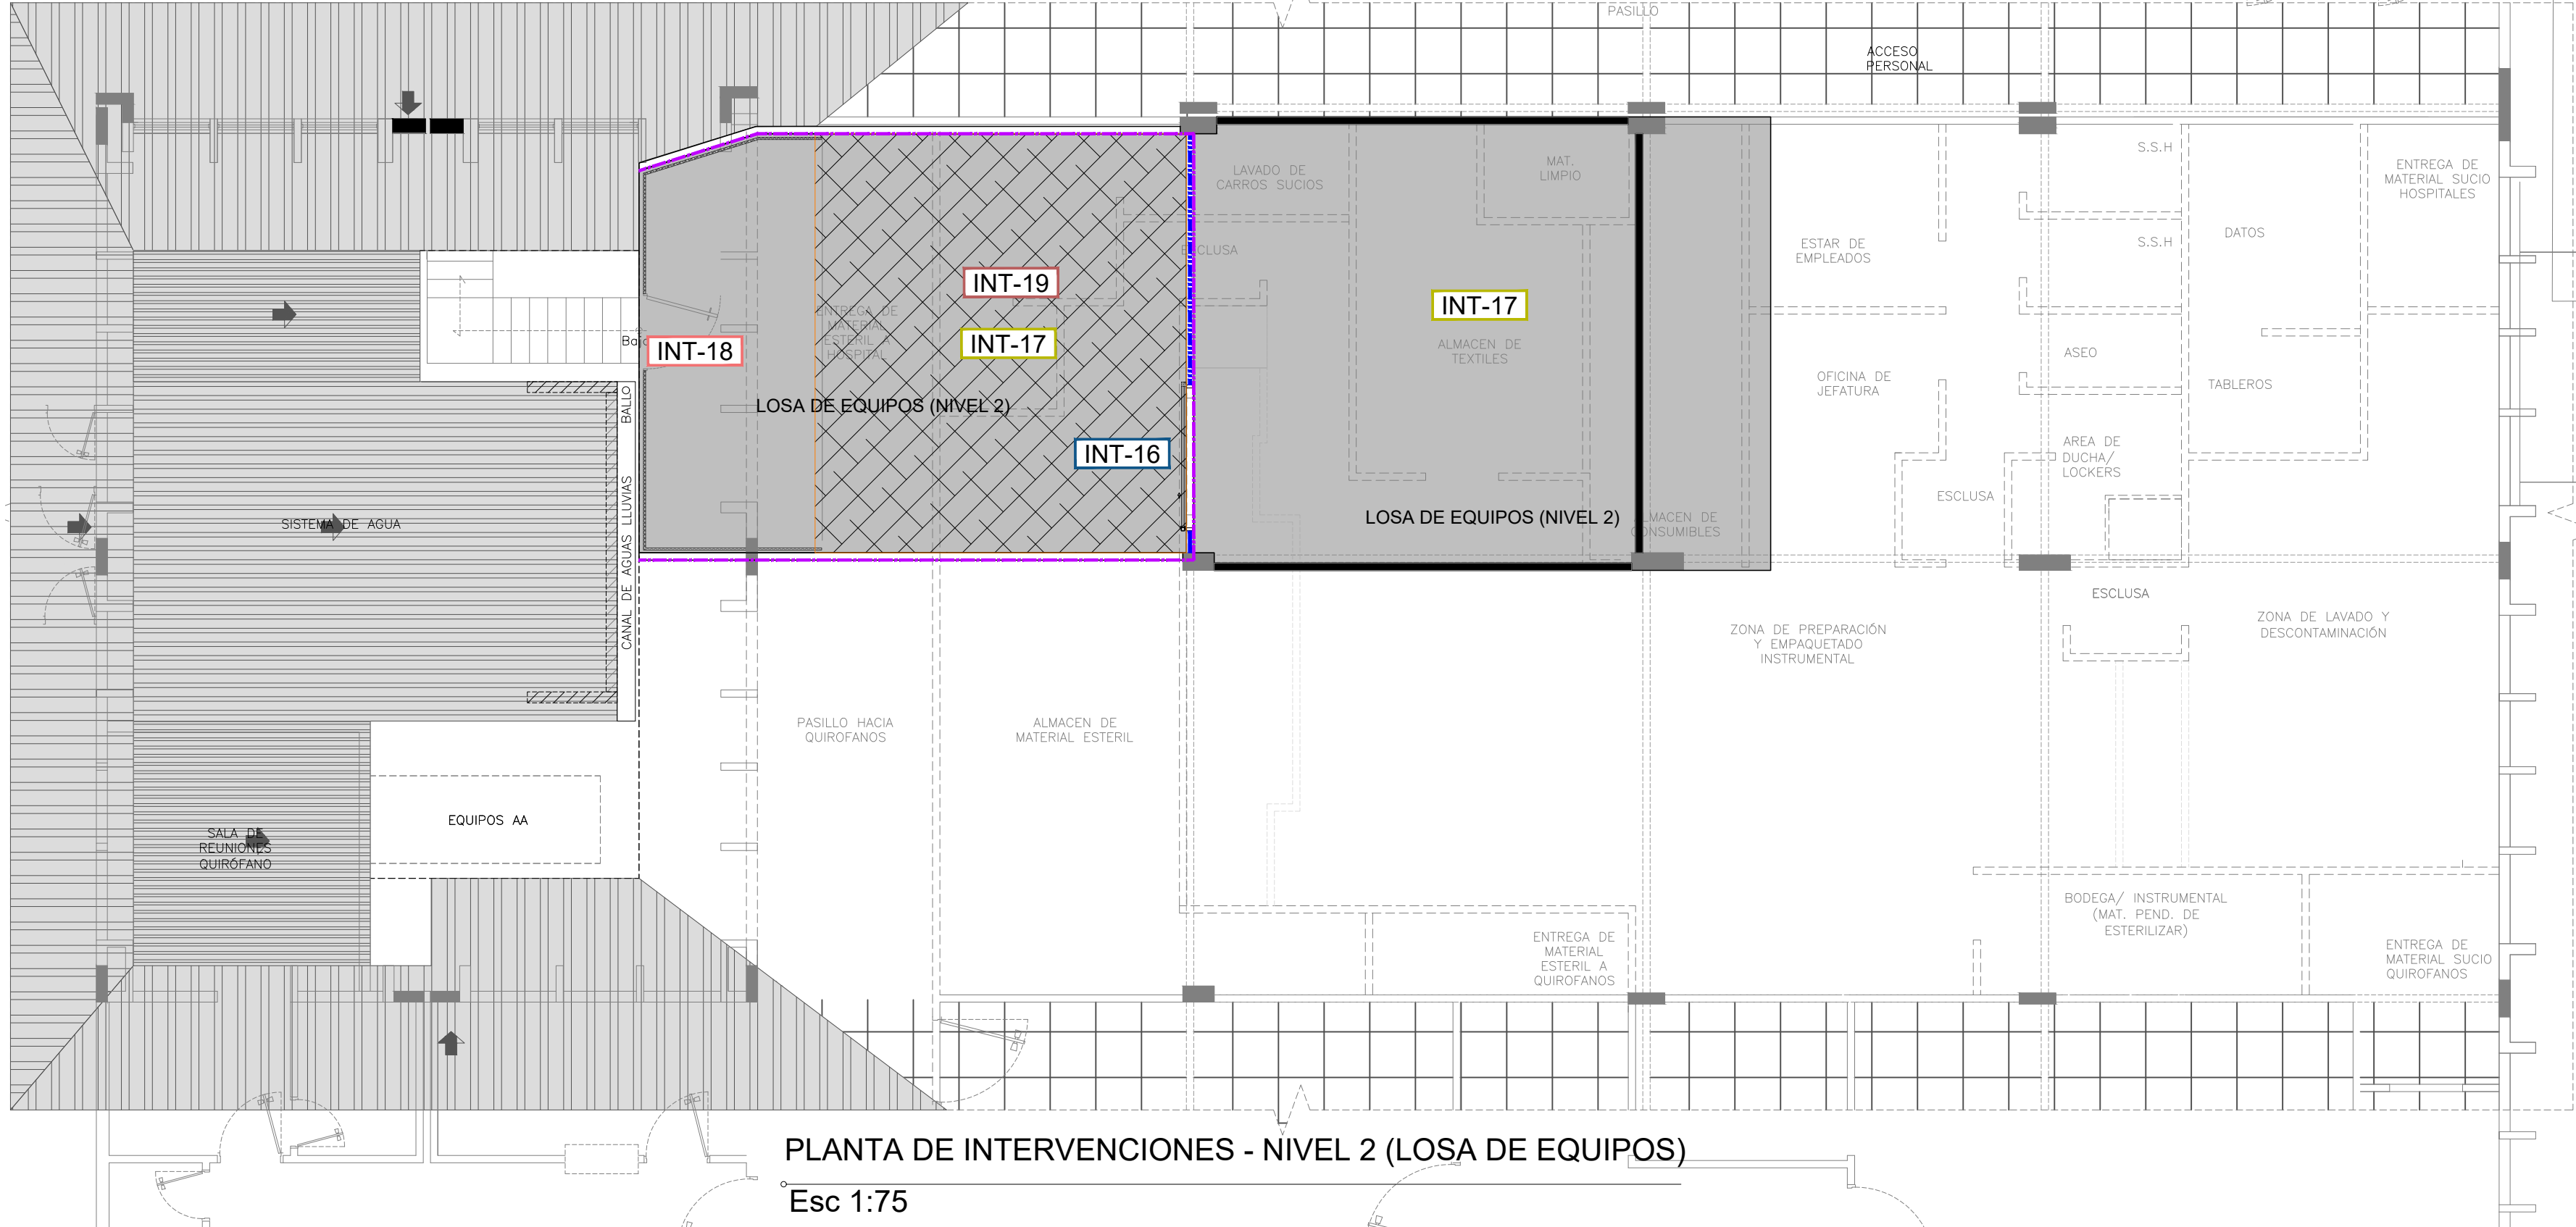 PASILLO
ACCESO
PERSONAL
LAVADO DE
CARROS SUCIOS
MAT.
LIMPIO
S.S.H
ENTREGA DE
MATERIAL SUCIO
HOSPITALES
ESCLUSA
ESTAR DE
EMPLEADOS
S.S.H
DATOS
INT-19
INT-17
ENTREGA DE
MATERIAL
ESTERIL A
HOSPITAL
INT-17
INT-18
ALMACEN DE
TEXTILES
ASEO
OFICINA DE
JEFATURA
TABLEROS
LOSA DE EQUIPOS (NIVEL 2)
INT-16
AREA DE
DUCHA/
LOCKERS
ESCLUSA
SISTEMA DE AGUA
CANAL DE AGUAS LLUVIAS
BALLO
LOSA DE EQUIPOS (NIVEL 2)
ALMACEN DE
CONSUMIBLES
ESCLUSA
ZONA DE PREPARACIÓN
Y EMPAQUETADO
INSTRUMENTAL
ZONA DE LAVADO Y
DESCONTAMINACIÓN
PASILLO HACIA
QUIROFANOS
ALMACEN DE
MATERIAL ESTERIL
EQUIPOS AA
SALA DE
REUNIONES
QUIRÓFANO
BODEGA/ INSTRUMENTAL
(MAT. PEND. DE
ESTERILIZAR)
ENTREGA DE
MATERIAL
ESTERIL A
QUIROFANOS
ENTREGA DE
MATERIAL SUCIO
QUIROFANOS
PLANTA DE INTERVENCIONES - NIVEL 2 (LOSA DE EQUIPOS)
Esc 1:75